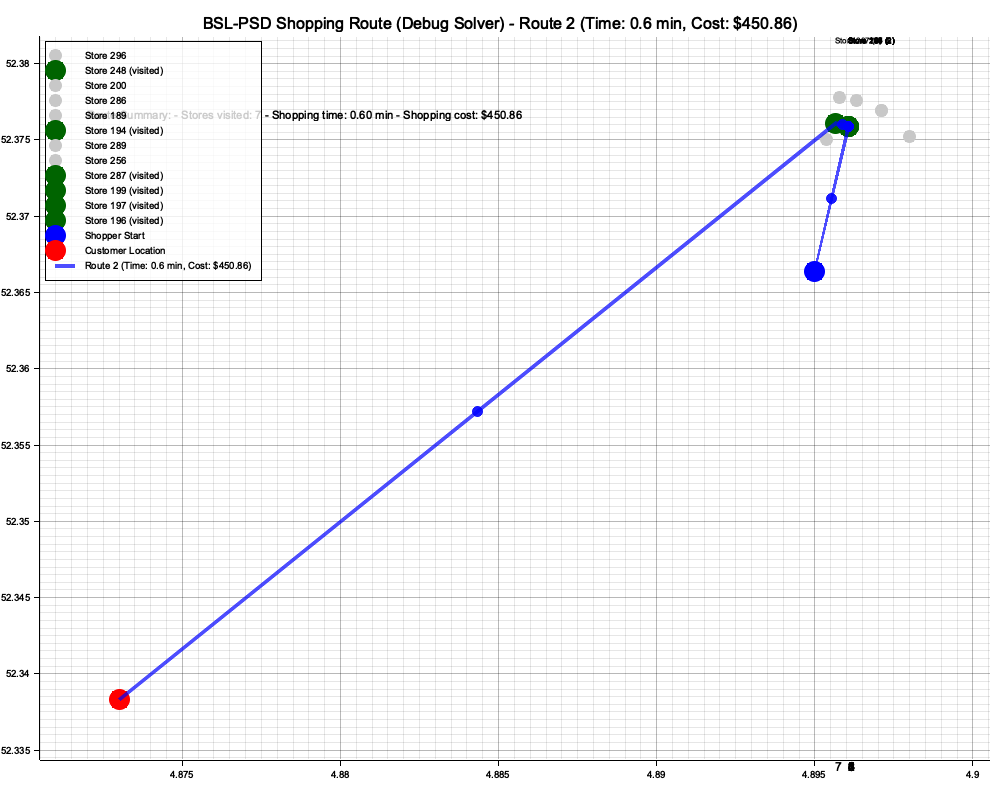 BSL-PSD Shopping Route (Debug Solver) - Route 2 (Time: 0.6 min, Cost: $450.86)
Store 296
Store 248 (visited)
Store 200
Store 286
Store 189
Summary: - Stores visited: 7 - Shopping time: 0.60 min - Shopping cost: $450.86
Store 194 (visited)
Store 289
Store 256
Store 287 (visited)
Store 199 (visited)
Store 197 (visited)
Store 196 (visited)
Shopper Start
Customer Location
Route 2 (Time: 0.6 min, Cost: $450.86)
52.38
52.375
52.37
52.365
52.36
52.355
52.35
52.345
52.34
52.335
7
4.875
4.88
4.885
4.89
4.895
4.9